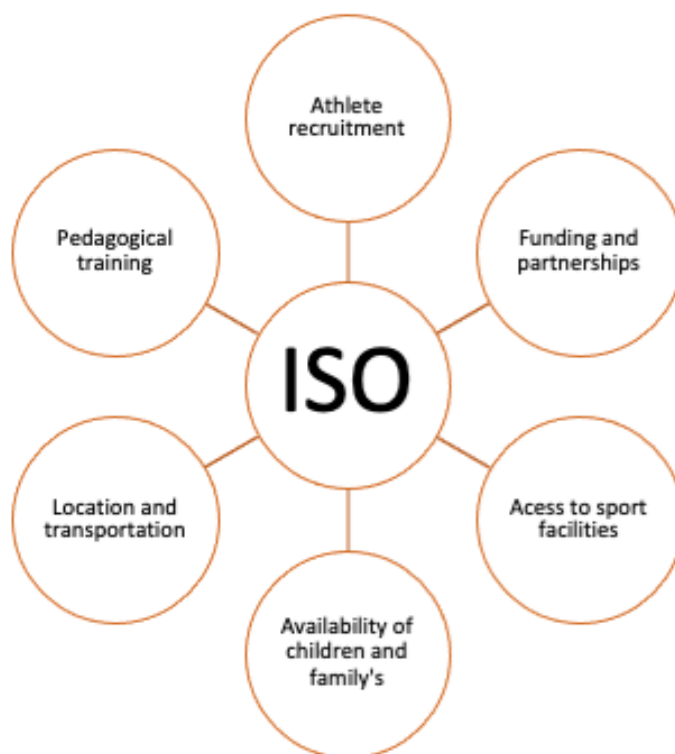 Athlete
recruitment
Pedagogical
training
Funding and
partnerships
ISO
Location and
transportation
Acess to sport
facilities
Availability of
children and
family's